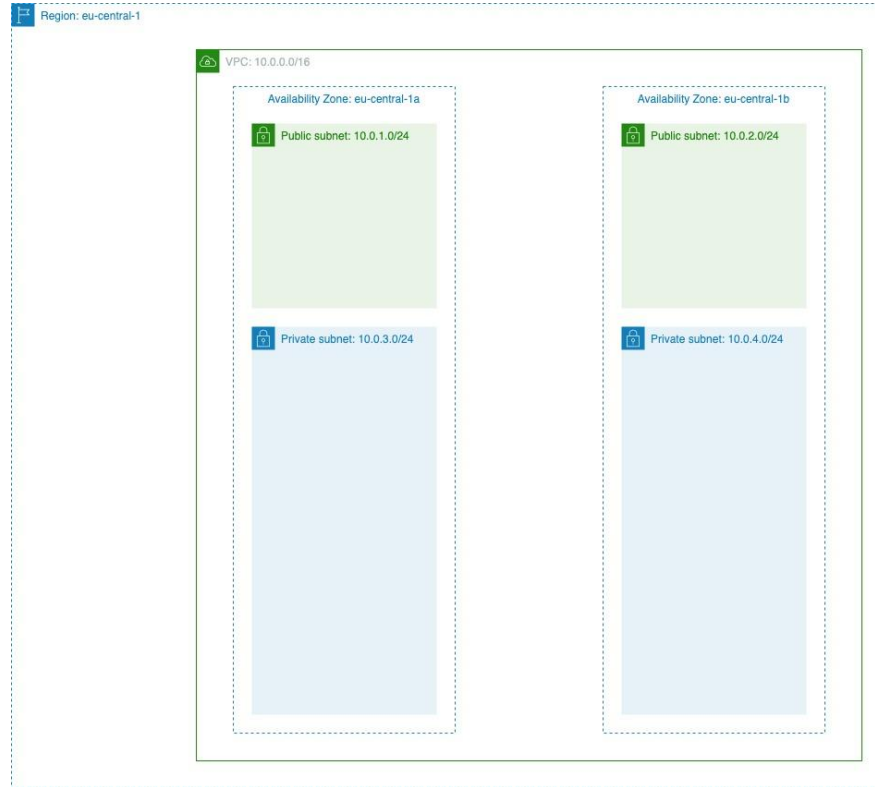 Region: eu-central-1
VPC: 10.0.0.0/16
Availability Zone: eu-central-1a
Availability Zone: eu-central-1b
Public subnet: 10.0.1.0/24
Public subnet: 10.0.2.0/24
Private subnet: 10.0.3.0/24
Private subnet: 10.0.4.0/24